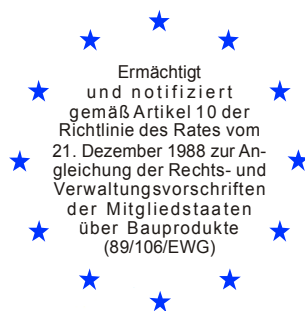 Ermächtigt
und notifiziert
gemäß Artikel 10 der
Richtlinie des Rates vom
21. Dezember 1988 zur An-
gleichung der Rechts- und
Verwaltungsvorschriften
der Mitgliedstaaten
über Bauprodukte
(89/106/EWG)